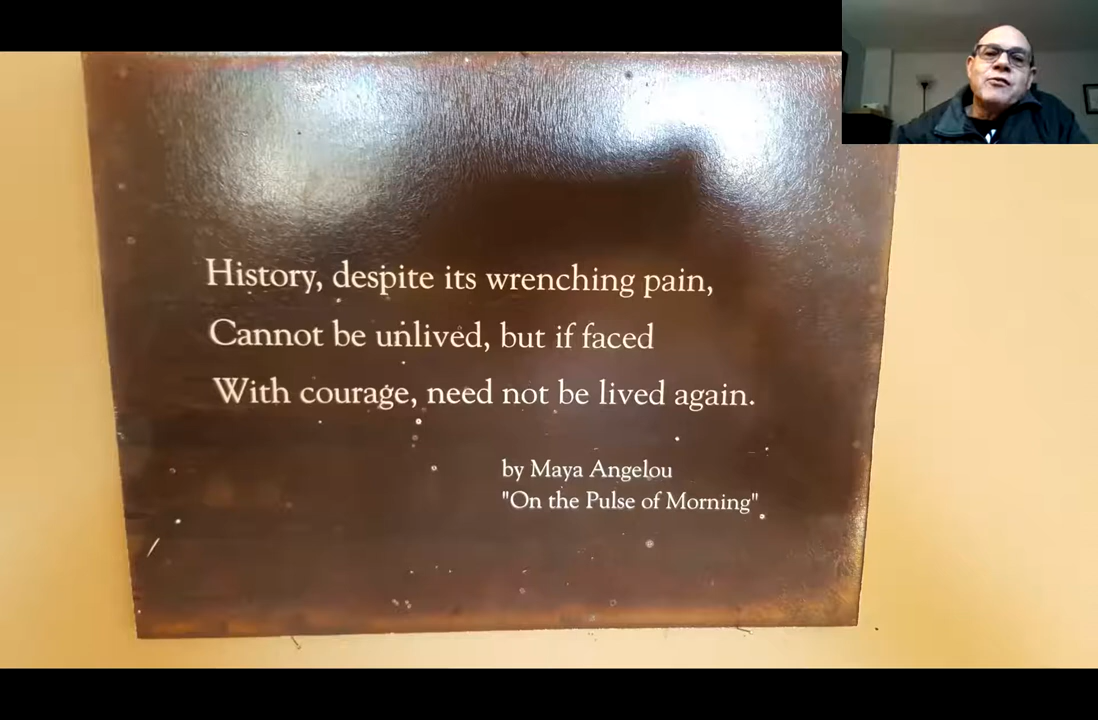 History, despite its wrenching pain,
Cannot be unlived, but if faced
With courage, need not be lived again.
by Maya Angelou
"On the Pulse of Morning"